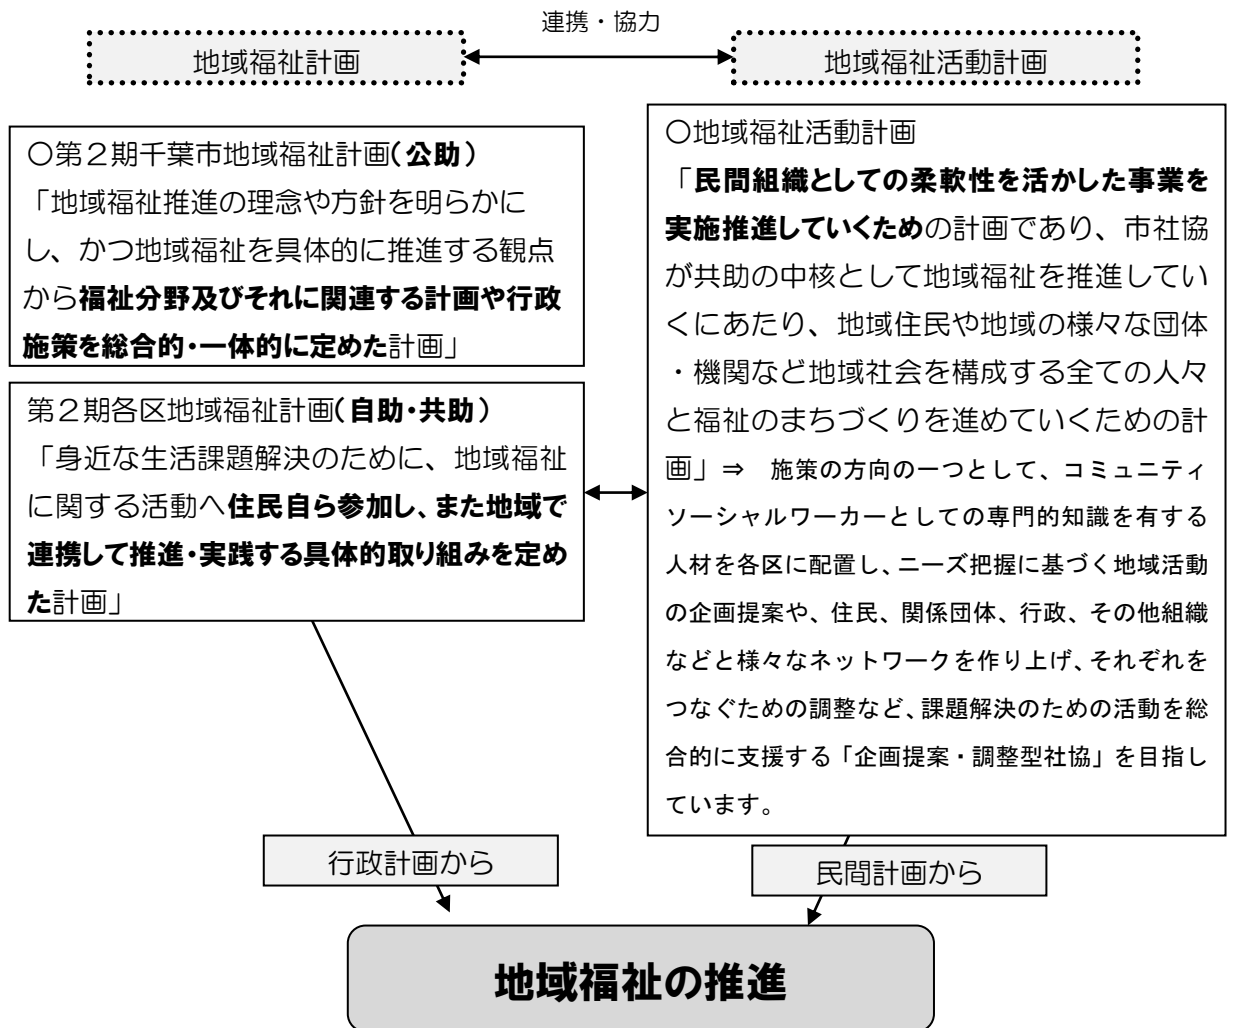 連携・協力
地域福祉計画
地域福祉活動計画
〇第２期千葉市地域福祉計画(公助)
「地域福祉推進の理念や方針を明らかに
し、かつ地域福祉を具体的に推進する観点
から福祉分野及びそれに関連する計画や行政
施策を総合的・一体的に定めた計画」
第２期各区地域福祉計画(自助・共助)
「身近な生活課題解決のために、地域福祉
に関する活動へ住民自ら参加し、また地域で
連携して推進・実践する具体的取り組みを定め
た計画」
〇地域福祉活動計画
「民間組織としての柔軟性を活かした事業を
実施推進していくための計画であり、市社協
が共助の中核として地域福祉を推進してい
くにあたり、地域住民や地域の様々な団体
・機関など地域社会を構成する全ての人々
と福祉のまちづくりを進めていくための計
画」⇒　施策の方向の一つとして、コミュニティ
ソーシャルワーカーとしての専門的知識を有する
人材を各区に配置し、ニーズ把握に基づく地域活動
の企画提案や、住民、関係団体、行政、その他組織
などと様々なネットワークを作り上げ、それぞれを
つなぐための調整など、課題解決のための活動を総
合的に支援する「企画提案・調整型社協」を目指し
ています。
行政計画から
民間計画から
地域福祉の推進